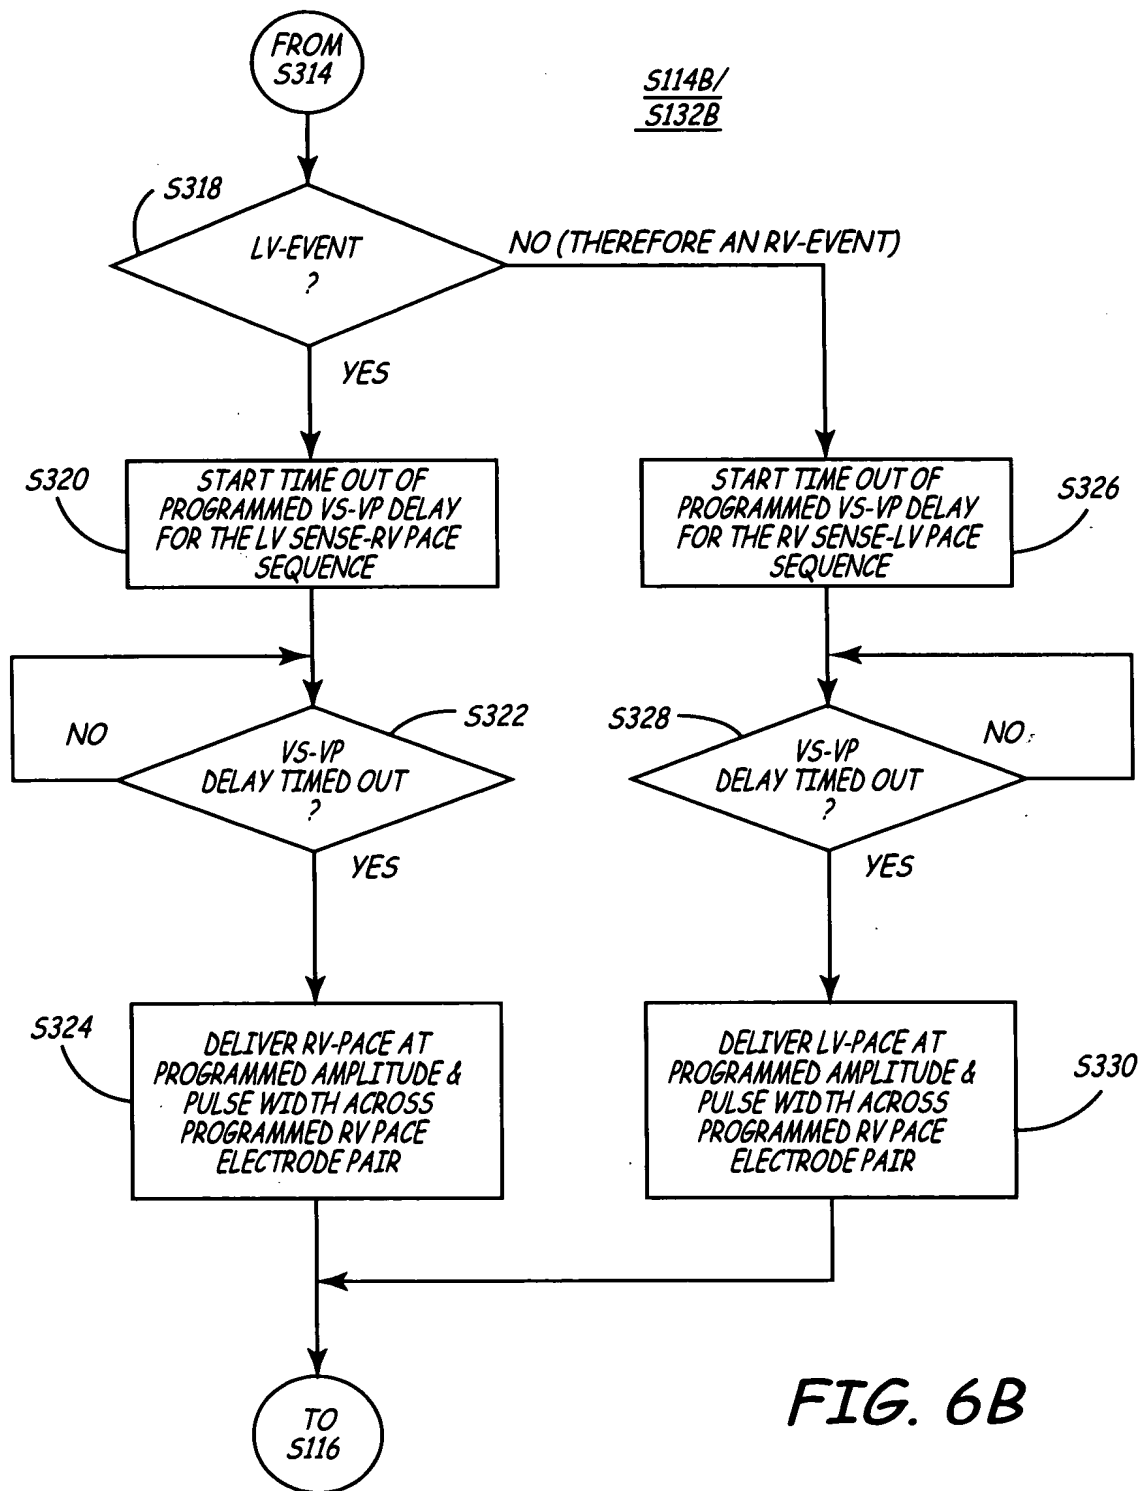 FROM
S314
S114B/
S132B
S318
LV-EVENT
?
NO (THEREFORE AN RV-EVENT)
YES
S320
START TIME OUT OF
PROGRAMMED VS-VP DELAY
FOR THE LV SENSE-RV PACE
SEQUENCE
START TIME OUT OF
PROGRAMMED VS-VP DELAY
FOR THE RV SENSE-LV PACE
SEQUENCE
S326
NO
S322
VS-VP
DELAY TIMED OUT
?
YES
S328
VS-VP
DELAY TIMED OUT
?
NO
YES
S324
DELIVER RV-PACE AT
PROGRAMMED AMPLITUDE &
PULSE WIDTH ACROSS
PROGRAMMED RV PACE
ELECTRODE PAIR
DELIVER LV-PACE AT
PROGRAMMED AMPLITUDE &
PULSE WIDTH ACROSS
PROGRAMMED RV PACE
ELECTRODE PAIR
S330
TO
S116
FIG. 6B